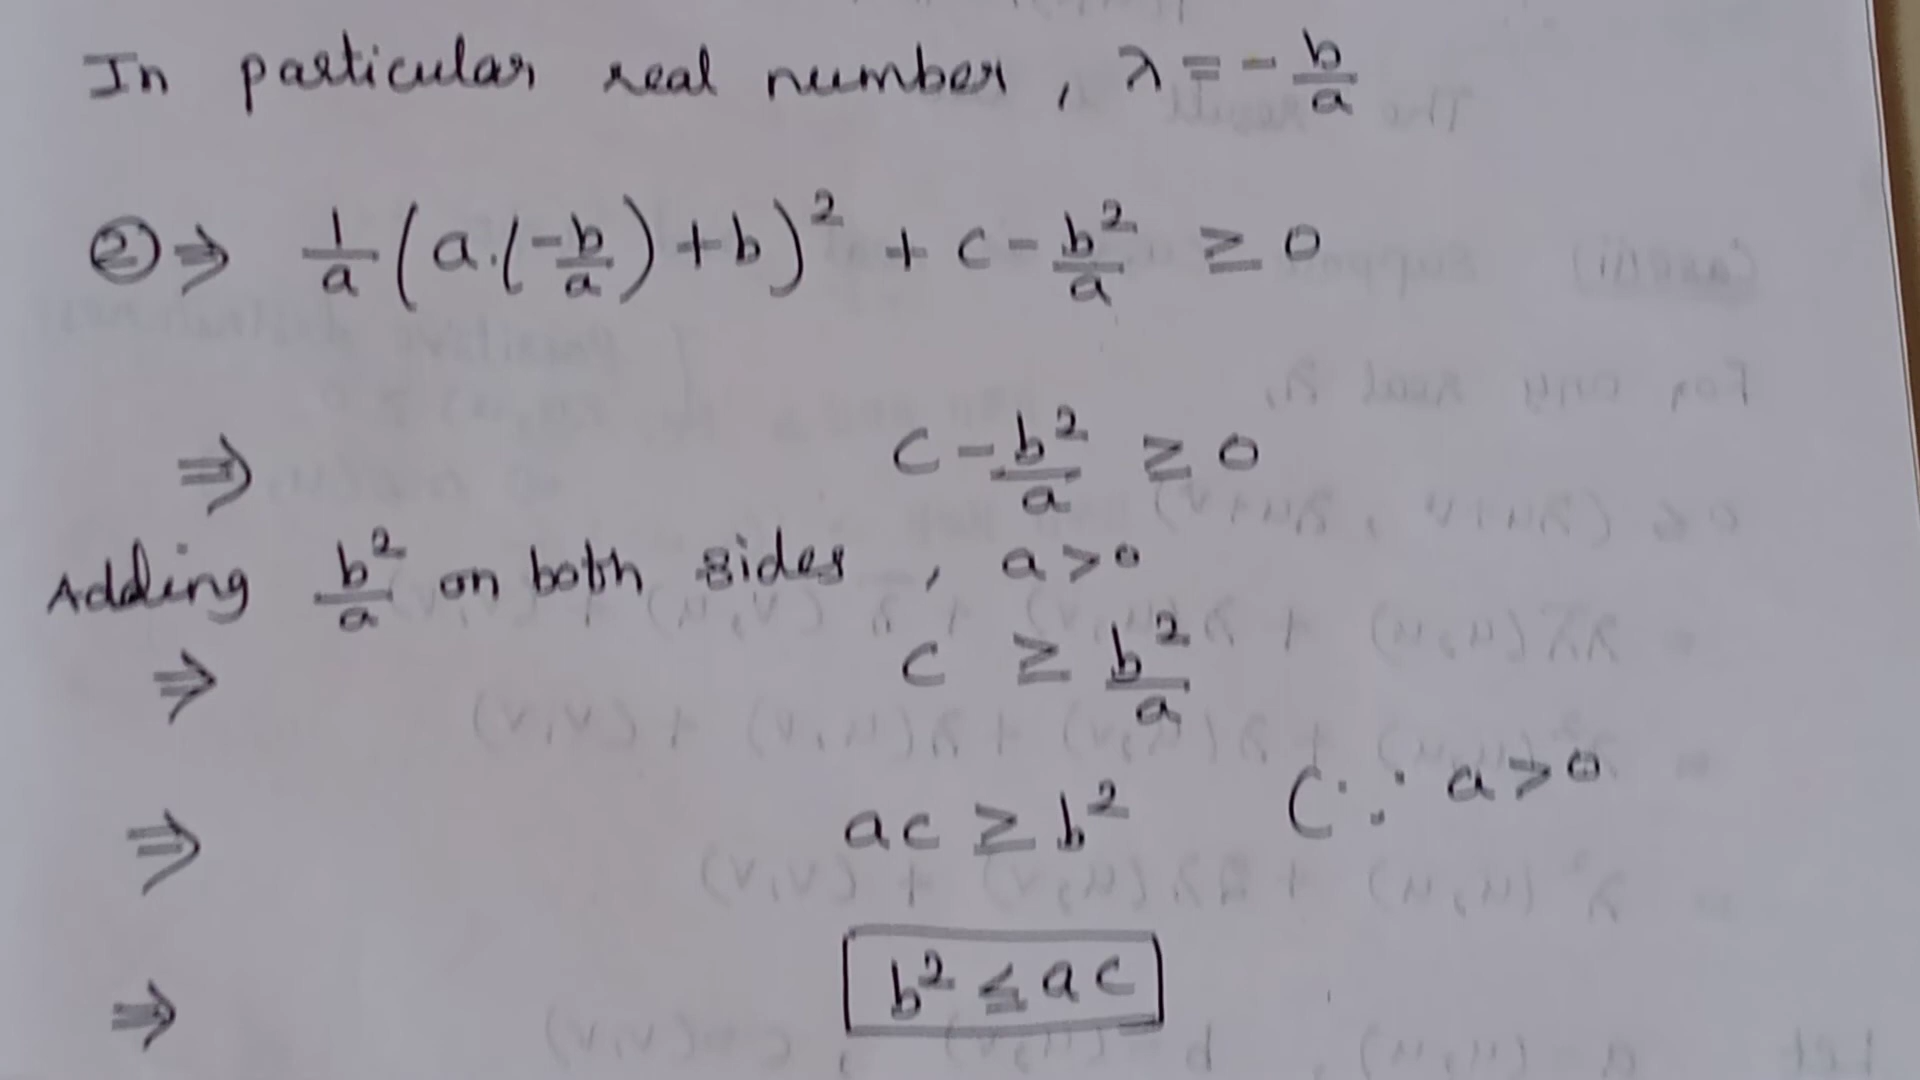 In particular real number, λ = - b/a
② ⇒ 1/a (a.(-b/a)+b)² + c - b²/a ≥ 0
⇒ c - b²/a ≥ 0
Adding b²/a on both sides, a>0
⇒ c ≥ b²/a
⇒ ac ≥ b² (∵ a>0
⇒ b² ≤ ac